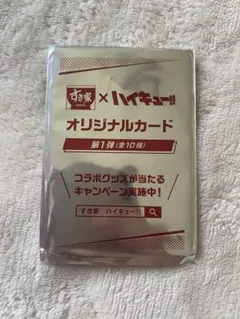 すき家×ハイキュー!!
オリジナルカード
第1弾(全10種)
コラボグッズが当たる
キャンペーン実施中!
すき家 ハイキュー!!